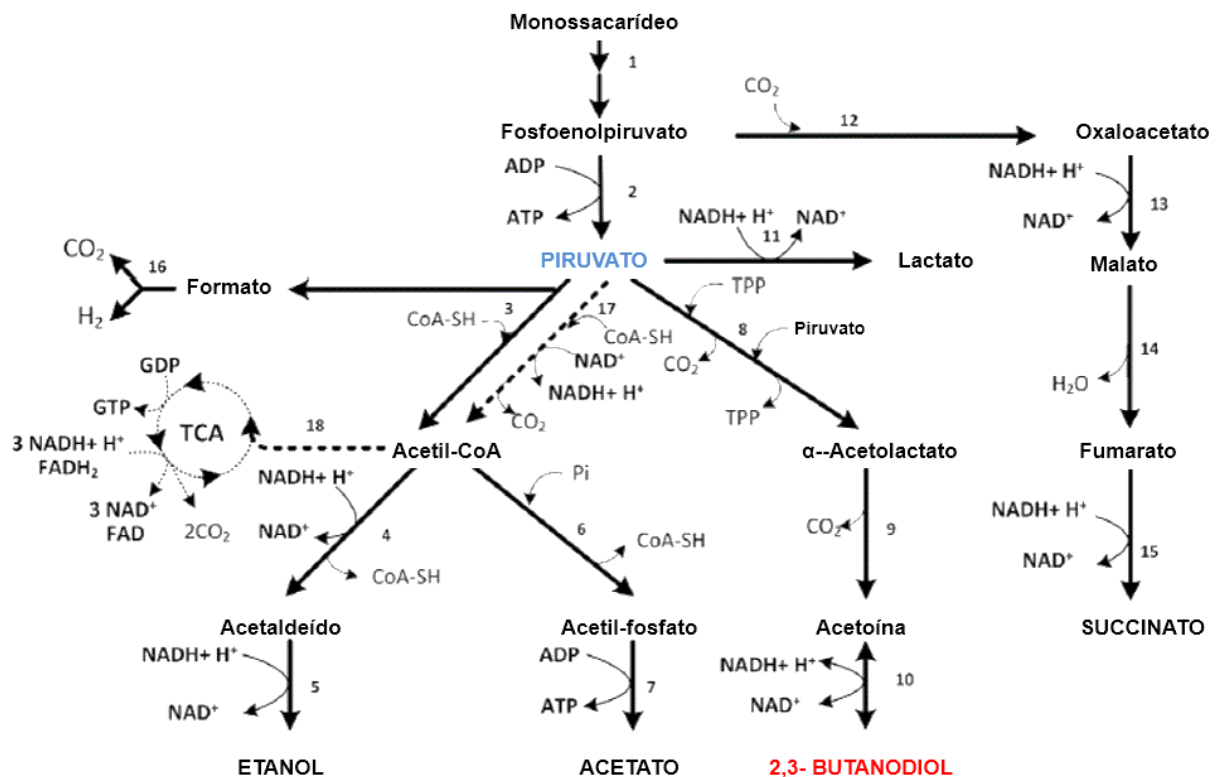 Monossacarídeo
1
CO₂
12
Fosfoenolpiruvato
Oxaloacetato
ADP
2
ATP
NADH+ H⁺
13
NAD⁺
NADH+ H⁺
NAD⁺
11
CO₂
16
H₂
Formato
PIRUVATO
Lactato
Malato
CoA-SH
3
17
CoA-SH
NAD⁺
NADH+ H⁺
CO₂
TPP
8
Piruvato
CO₂
TPP
14
H₂O
GDP
GTP
TCA
3 NADH+ H⁺
FADH₂
3 NAD⁺
FAD
2CO₂
18
Acetil-CoA
α--Acetolactato
Fumarato
NADH+ H⁺
NAD⁺
4
CoA-SH
Pi
6
CoA-SH
CO₂
9
NADH+ H⁺
NAD⁺
15
Acetaldeído
Acetil-fosfato
Acetoína
SUCCINATO
NADH+ H⁺
5
NAD⁺
ADP
7
ATP
NADH+ H⁺
10
NAD⁺
ETANOL
ACETATO
2,3- BUTANODIOL